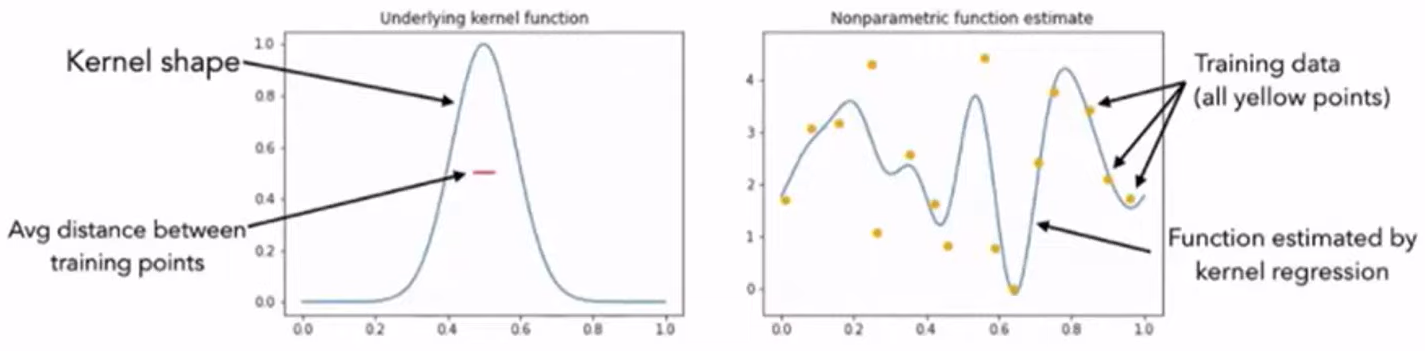 Underlying kernel function
Kernel shape
Avg distance between
training points
1.0
0.8
0.6
0.4
0.2
0.0
0.0
0.2
0.4
0.6
0.8
1.0
Nonparametric function estimate
4
3
2
1
0
0.0
0.2
0.4
0.6
0.8
1.0
Training data
(all yellow points)
Function estimated by
kernel regression